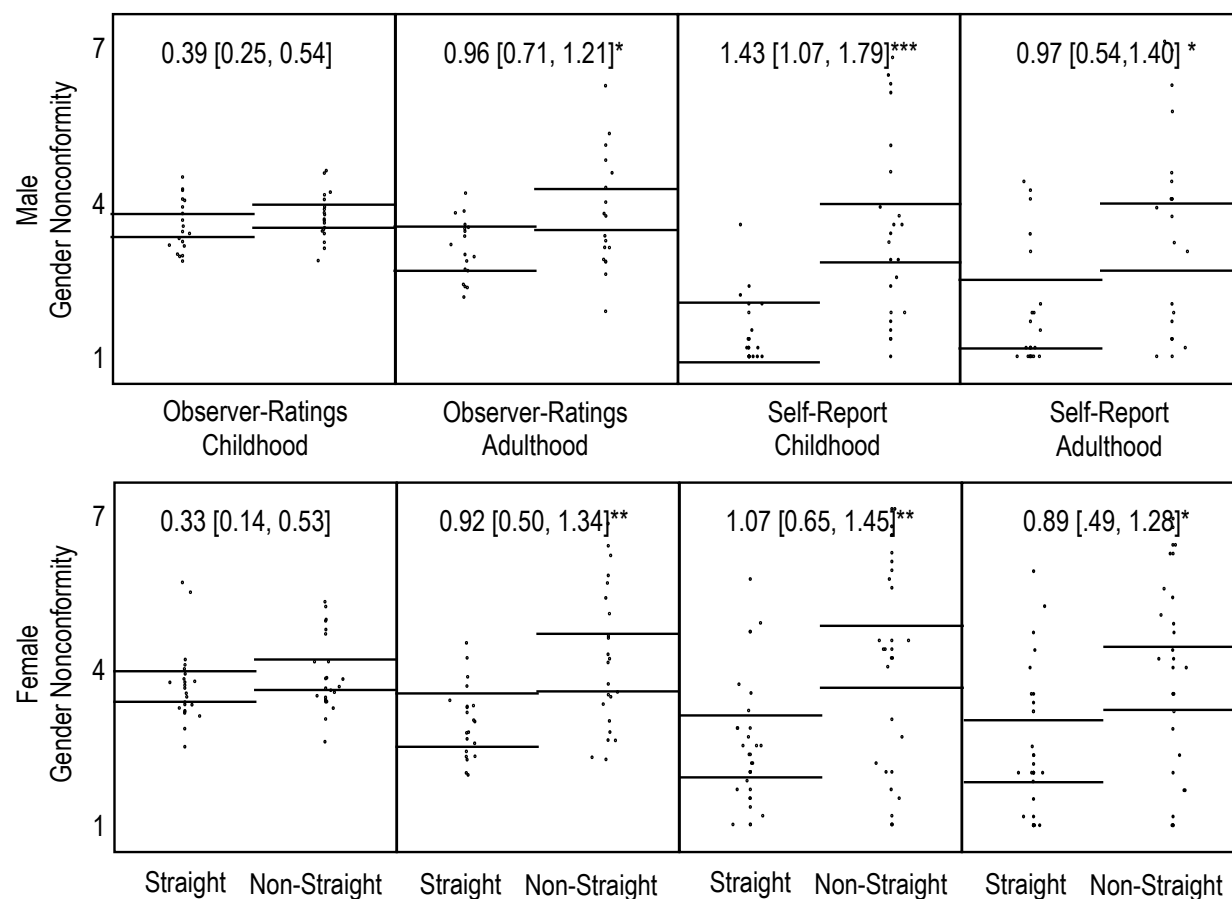 7
4
1
Male
Gender Nonconformity
0.39 [0.25, 0.54]
0.96 [0.71, 1.21]*
1.43 [1.07, 1.79]***
0.97 [0.54,1.40] *
Observer-Ratings
Childhood
Observer-Ratings
Adulthood
Self-Report
Childhood
Self-Report
Adulthood
7
4
1
Female
Gender Nonconformity
0.33 [0.14, 0.53]
0.92 [0.50, 1.34]**
1.07 [0.65, 1.45]**
0.89 [.49, 1.28]*
Straight Non-Straight
Straight Non-Straight
Straight Non-Straight
Straight Non-Straight